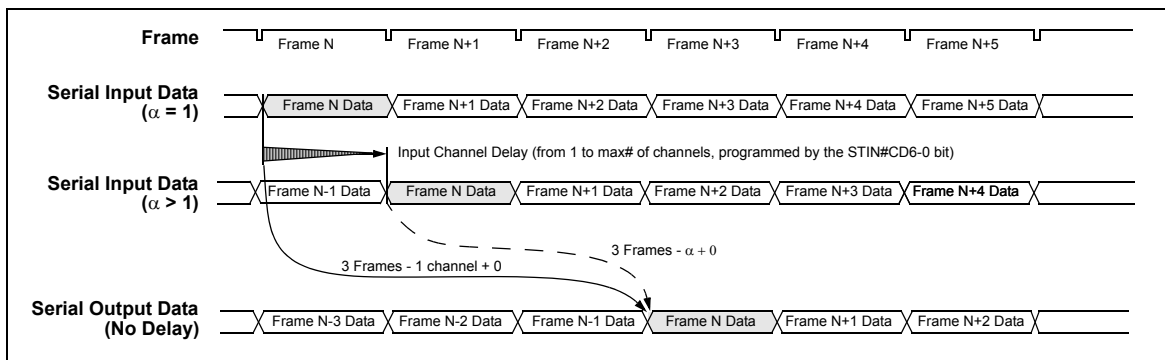 Frame
Frame N Frame N+1 Frame N+2 Frame N+3 Frame N+4 Frame N+5
Serial Input Data
(α = 1)
Frame N Data Frame N+1 Data Frame N+2 Data Frame N+3 Data Frame N+4 Data Frame N+5 Data
Input Channel Delay (from 1 to max# of channels, programmed by the STIN#CD6-0 bit)
Serial Input Data
(α > 1)
Frame N-1 Data Frame N Data Frame N+1 Data Frame N+2 Data Frame N+3 Data Frame N+4 Data
3 Frames - α + 0
3 Frames - 1 channel + 0
Serial Output Data
(No Delay)
Frame N-3 Data Frame N-2 Data Frame N-1 Data Frame N Data Frame N+1 Data Frame N+2 Data